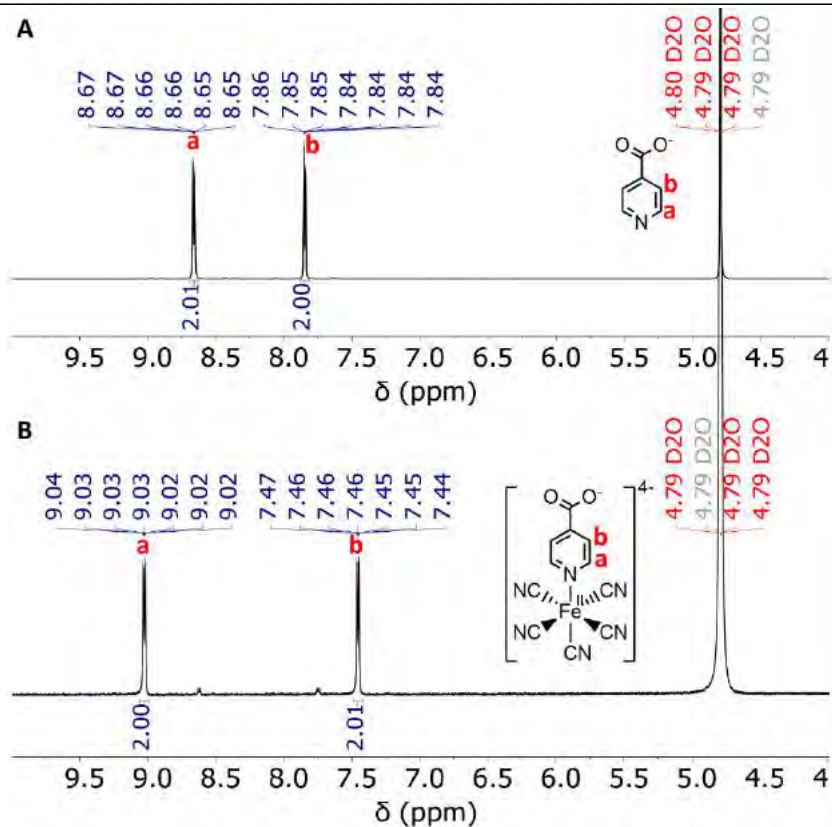 A
8.67 8.67 8.66 8.66 8.65 8.65 7.86 7.85 7.85 7.84 7.84 7.84 7.84
4.80 D2O 4.79 D2O 4.79 D2O 4.79 D2O
a b
O O-
b
a
N
2.01 2.00
9.5 9.0 8.5 8.0 7.5 7.0 6.5 6.0 5.5 5.0 4.5 4
δ (ppm)
B
9.04 9.03 9.03 9.03 9.02 9.02 9.02 7.47 7.46 7.46 7.46 7.45 7.45 7.44
4.79 D2O 4.79 D2O 4.79 D2O 4.79 D2O
a b
4-
O O-
b
a
N
NC CN
FeII
NC CN
CN
2.00 2.01
9.5 9.0 8.5 8.0 7.5 7.0 6.5 6.0 5.5 5.0 4.5 4
δ (ppm)